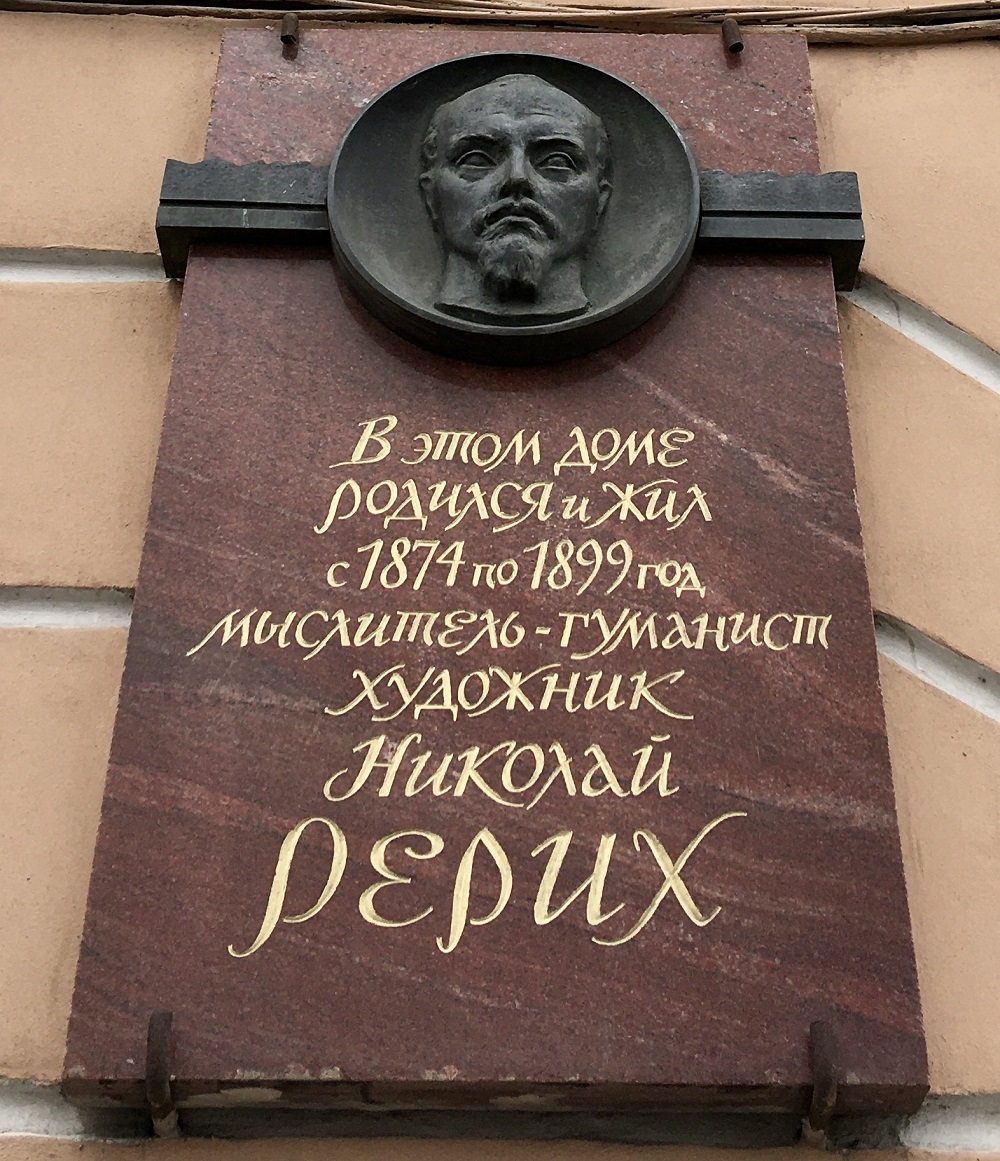 В этом доме
родился и жил
с 1874 по 1899 год
мыслитель-гуманист
художник
Николай
Рерих